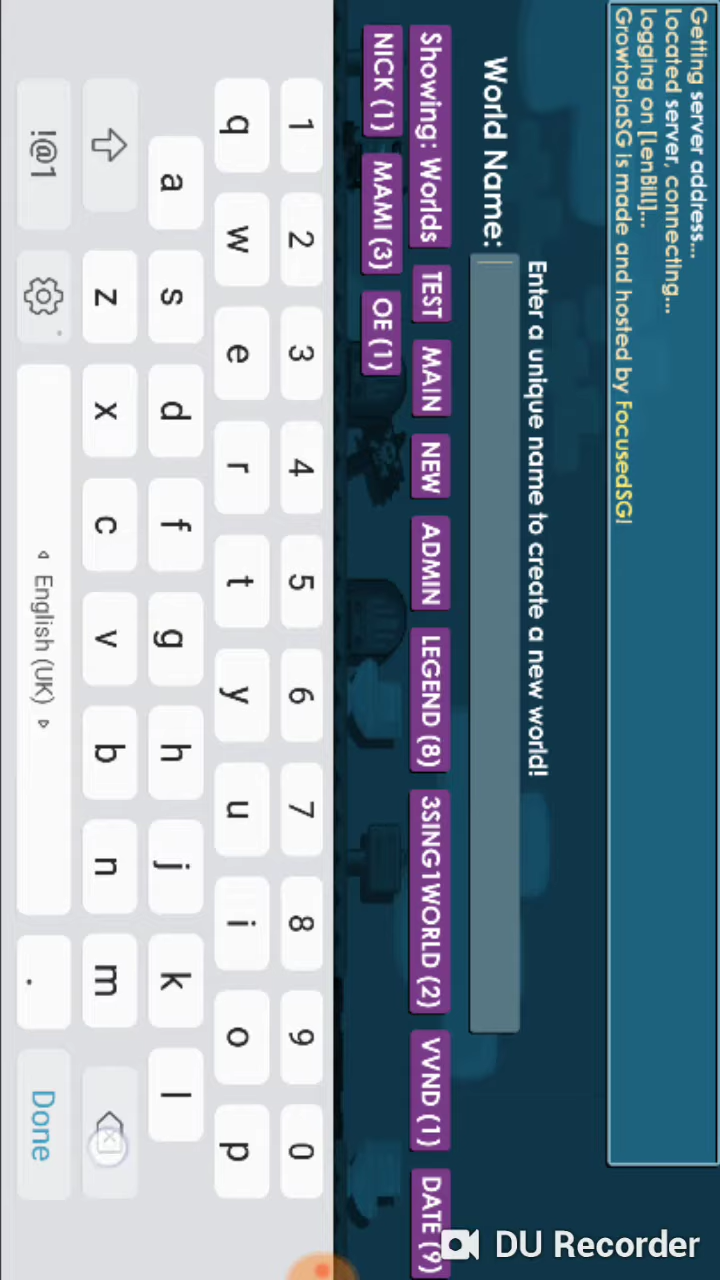 Getting server address...
Located server, connecting...
Logging on [LenBill]...
GrowtopiaSG is made and hosted by FocusedSG!
Enter a unique name to create a new world!
World Name:
Showing: Worlds TEST MAIN NEW ADMIN LEGEND (8) 3SING1WORLD (2) VVND (1) DATE (9)
NICK (1) MAMI (3) OE (1)
1 2 3 4 5 6 7 8 9 0
q w e r t y u i o p
a s d f g h j k l
z x c v b n m
!@1 English (UK) . Done
DU Recorder